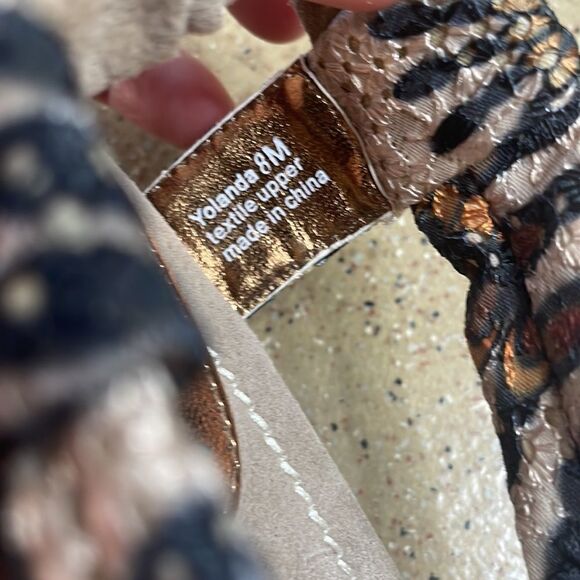 Yolanda 8M
textile upper
made in china